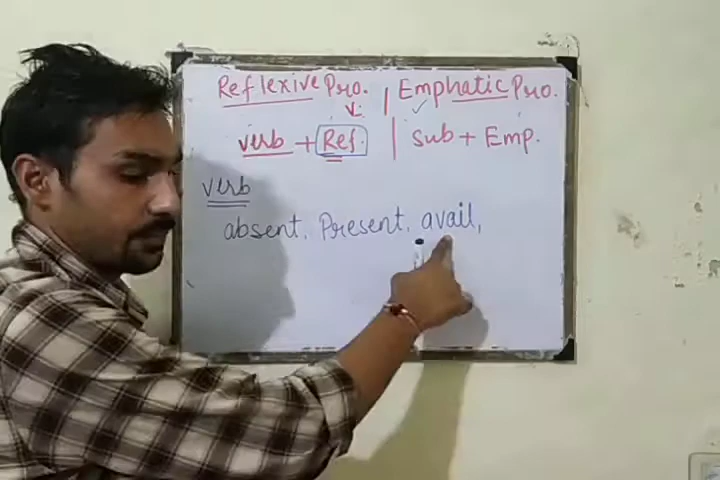 Reflexive Pro. | Emphatic Pro.
verb + Ref. | Sub + Emp.
verb
absent, Present, avail,